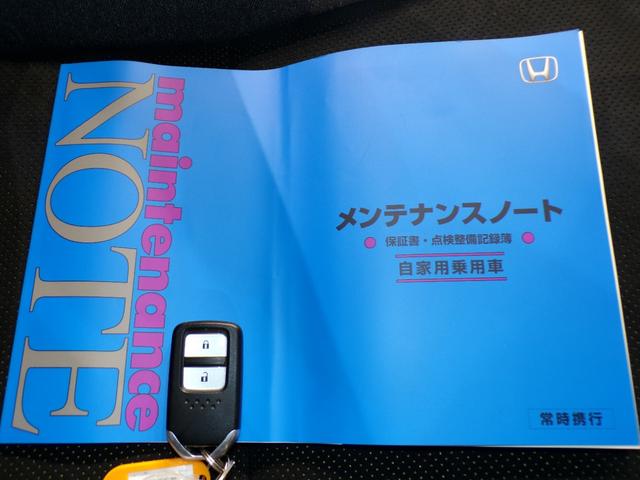 maintenance
NOTE
メンテナンスノート
保証書・点検整備記録簿
自家用乗用車
常時携行